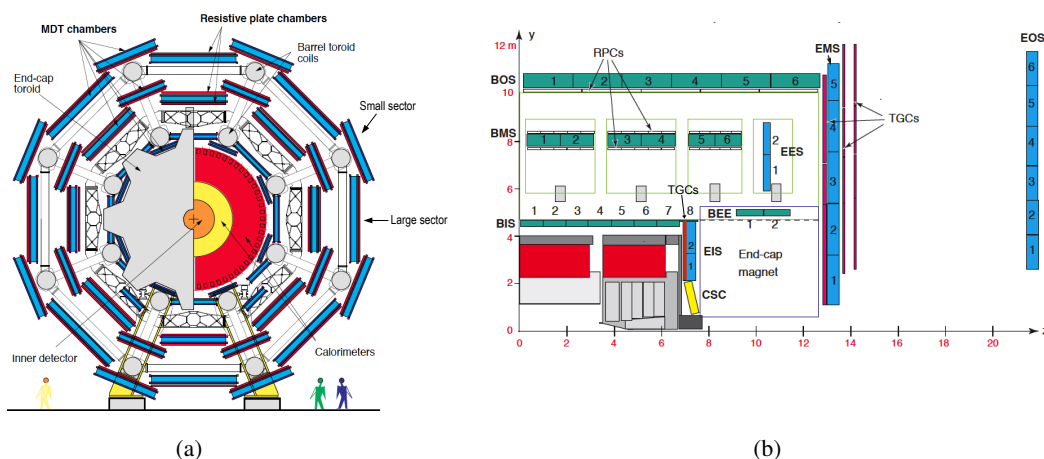 MDT chambers
Resistive plate chambers
Barrel toroid
coils
End-cap
toroid
Small sector
Large sector
Inner detector
Calorimeters
(a)
y
12 m
RPCs
EMS
EOS
BOS
1 2 3 4 5 6
10
BMS
1 2 3 4 5 6
8
2
1
EES
TGCs
5
4
3
2
1
6
5
4
3
2
1
6
TGCs
1 2 3 4 5 6 7 8
BEE
1 2
BIS
4
EIS
2
1
End-cap
magnet
2
CSC
0
0 2 4 6 8 10 12 14 16 18 20
z
(b)